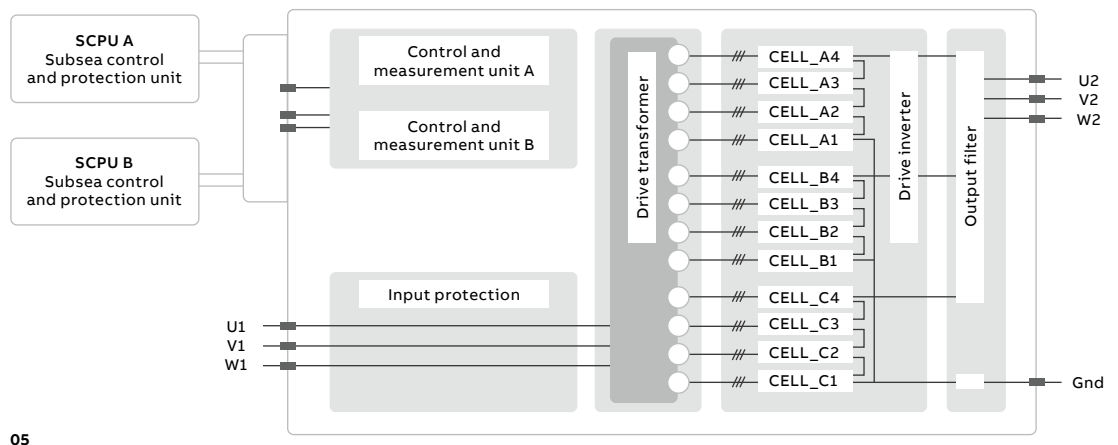 SCPU A
Subsea control
and protection unit
SCPU B
Subsea control
and protection unit
Control and
measurement unit A
Control and
measurement unit B
Input protection
U1
V1
W1
Drive transformer
CELL_A4
CELL_A3
CELL_A2
CELL_A1
CELL_B4
CELL_B3
CELL_B2
CELL_B1
CELL_C4
CELL_C3
CELL_C2
CELL_C1
Drive inverter
Output filter
U2
V2
W2
Gnd
05